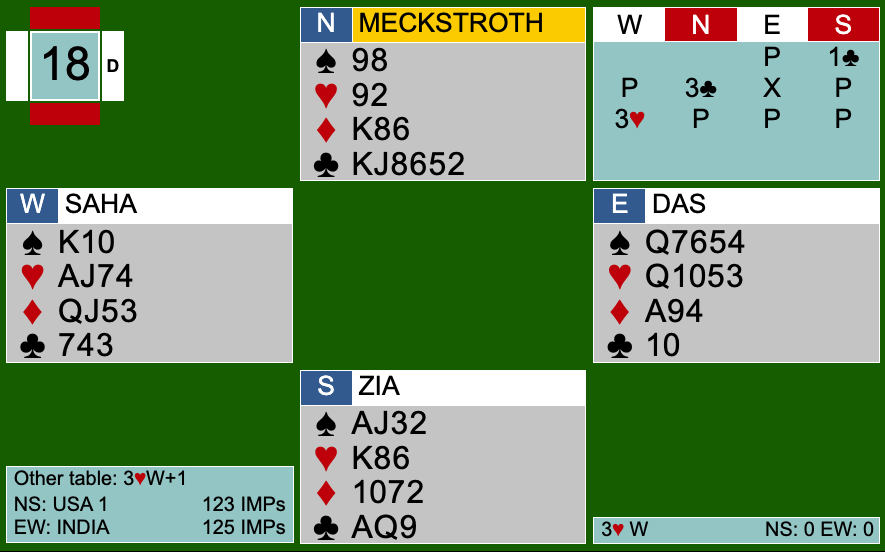 18 D
N MECKSTROTH
♠ 98
♥ 92
♦ K86
♣ KJ8652
W N E S
P 1♣
P 3♣ X P
3♥ P P P
W SAHA
♠ K10
♥ AJ74
♦ QJ53
♣ 743
E DAS
♠ Q7654
♥ Q1053
♦ A94
♣ 10
S ZIA
♠ AJ32
♥ K86
♦ 1072
♣ AQ9
Other table: 3♥W+1
NS: USA 1 123 IMPs
EW: INDIA 125 IMPs
3♥ W NS: 0 EW: 0